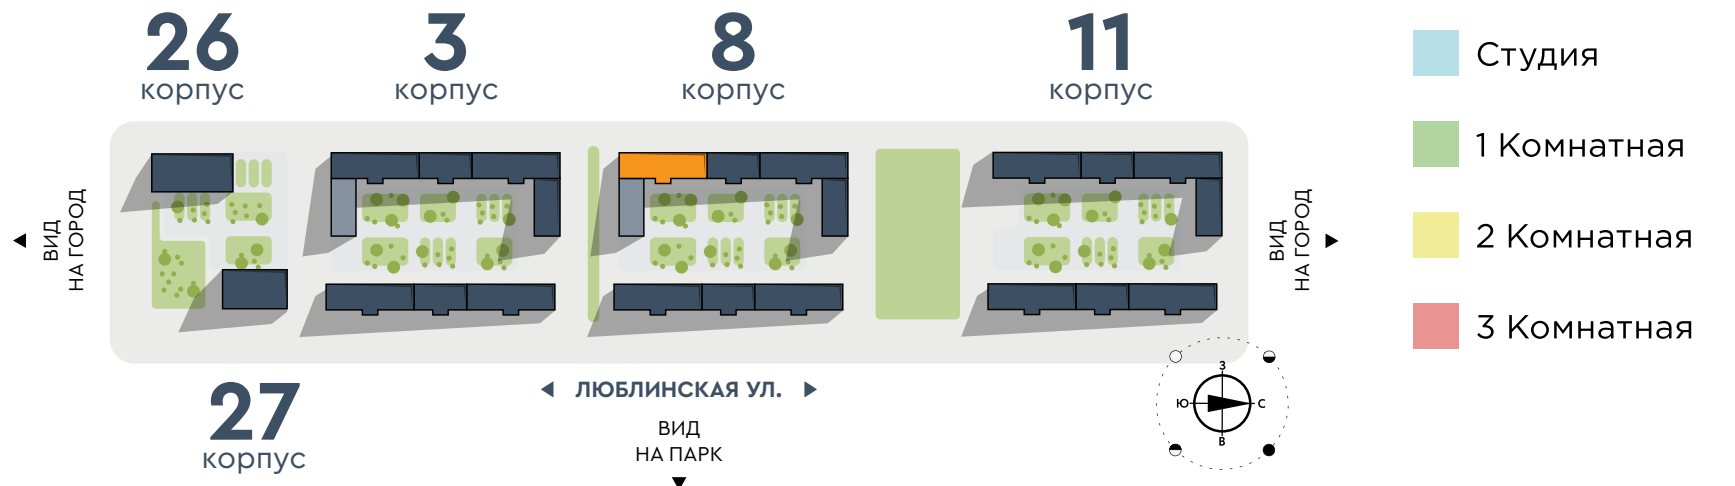 26
корпус
3
корпус
8
корпус
11
корпус
Студия
1 Комнатная
2 Комнатная
3 Комнатная
ВИД
НА ГОРОД
ВИД
НА ГОРОД
27
корпус
ЛЮБЛИНСКАЯ УЛ.
ВИД
НА ПАРК
З
Ю
С
В